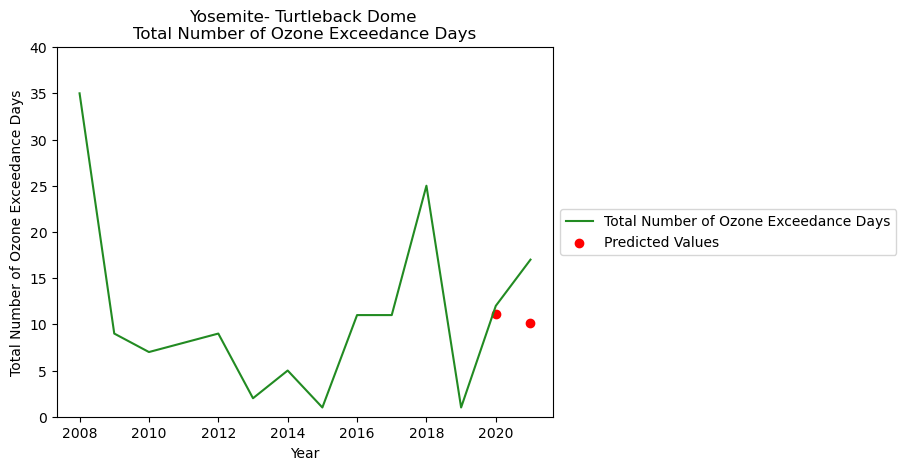 Yosemite- Turtleback Dome
Total Number of Ozone Exceedance Days
Total Number of Ozone Exceedance Days
40
35
30
25
20
15
10
5
0
2008 2010 2012 2014 2016 2018 2020
Year
Total Number of Ozone Exceedance Days
Predicted Values